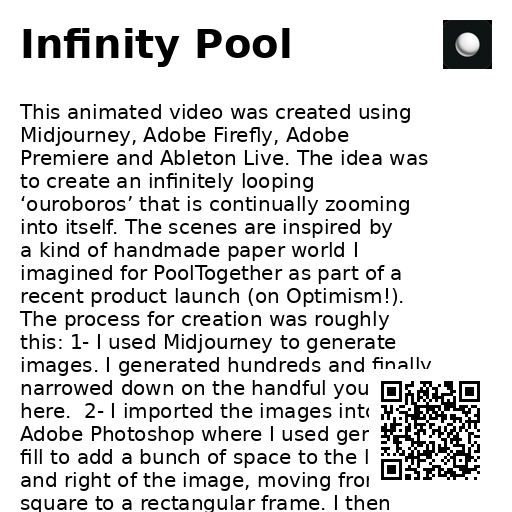 Infinity Pool
This animated video was created using
Midjourney, Adobe Firefly, Adobe
Premiere and Ableton Live. The idea was
to create an infinitely looping
‘ouroboros’ that is continually zooming
into itself. The scenes are inspired by
a kind of handmade paper world I
imagined for PoolTogether as part of a
recent product launch (on Optimism!).
The process for creation was roughly
this: 1- I used Midjourney to generate
images. I generated hundreds and finally
narrowed down on the handful you
here.  2- I imported the images into
Adobe Photoshop where I used
fill to add a bunch of space to the
and right of the image, moving from
square to a rectangular frame. I then